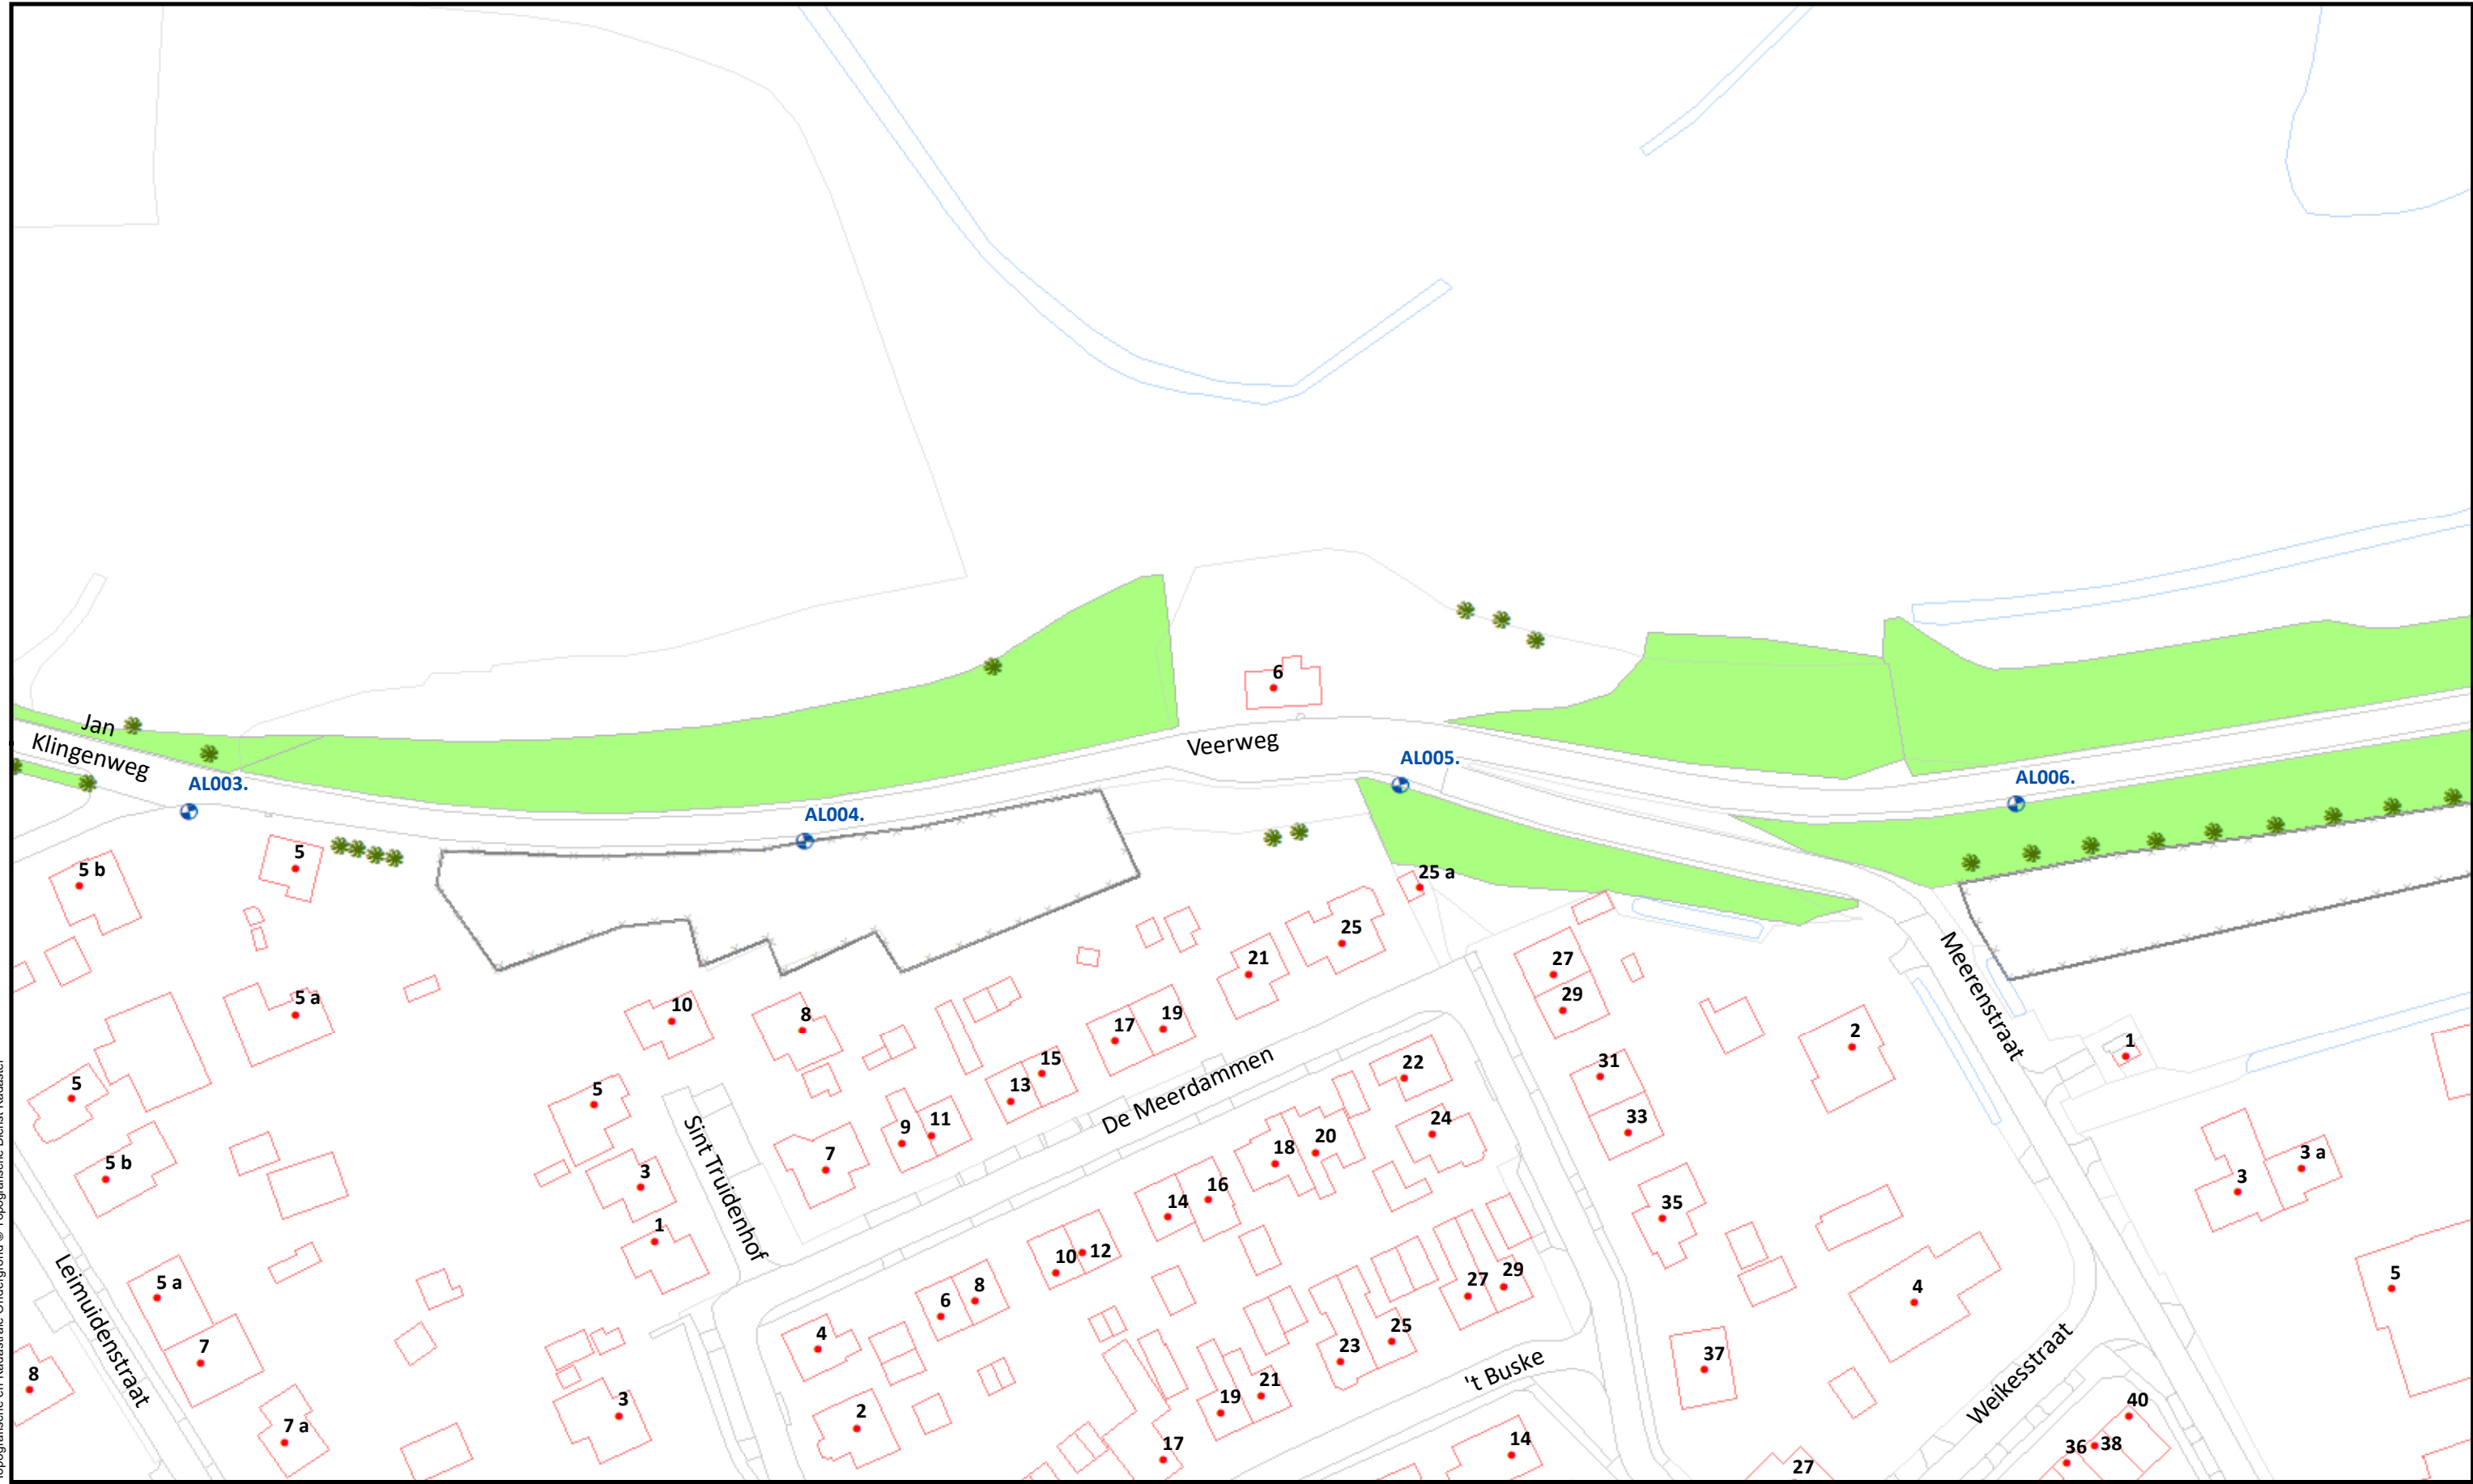 6
Jan
Klingenweg
Veerweg
AL003.
AL004.
AL005.
AL006.
5 b
5
25 a
25
21
27
29
5 a
10
8
17
19
2
1
Meerenstraat
5
5
15
13
22
31
33
De Meerdammen
Sint Truidenhof
9
11
7
24
20
18
3
5 b
3 a
3
1
14
16
35
10
12
Leimuidenstraat
5 a
6
8
27
29
4
5
7
4
23
25
37
Weikesstraat
't Buske
8
3
2
19
21
40
7 a
17
14
36
38
27